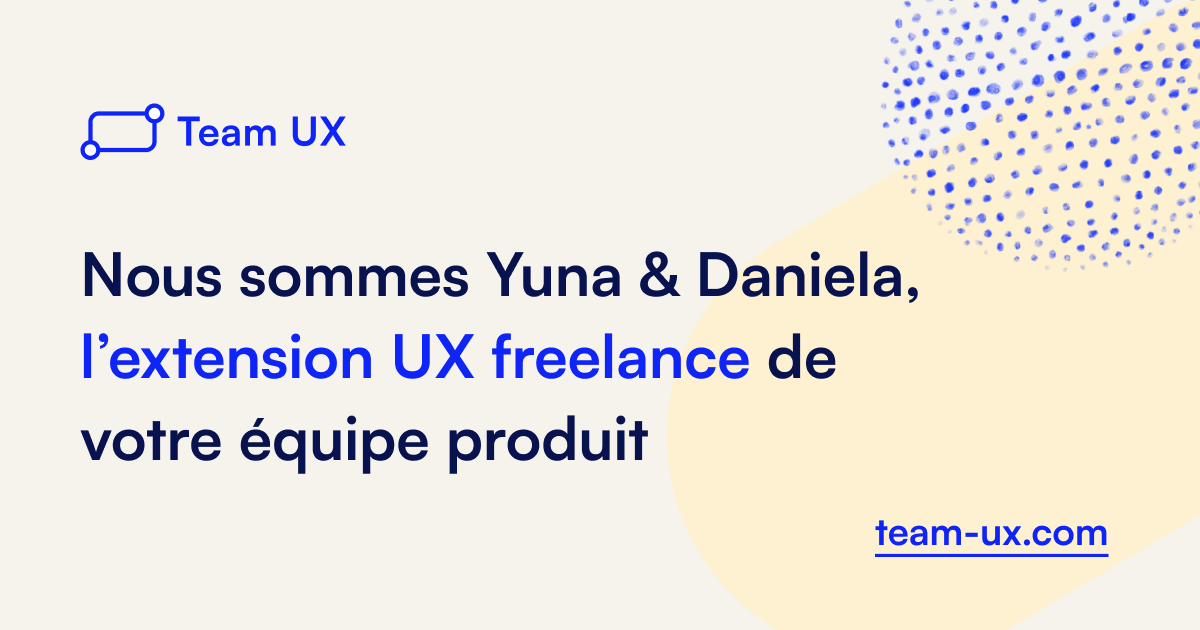 Team UX
Nous sommes Yuna & Daniela,
l’extension UX freelance de
votre équipe produit
team-ux.com